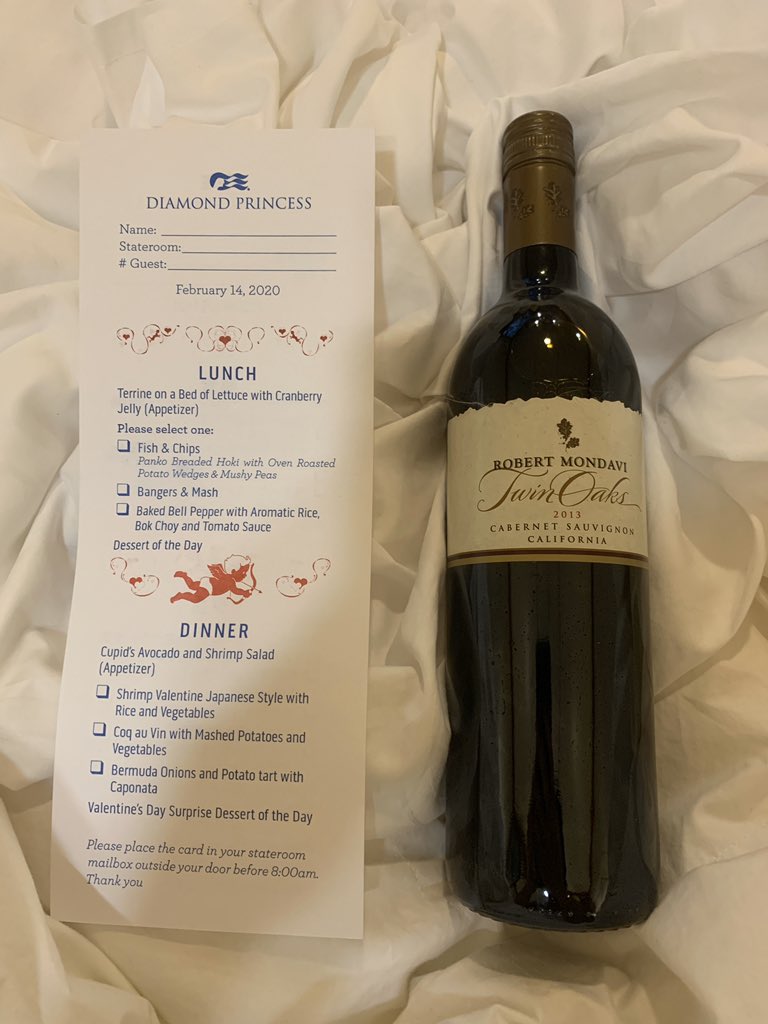 DIAMOND PRINCESS
Name:
Stateroom:
# Guest:
February 14, 2020
LUNCH
Terrine on a Bed of Lettuce with Cranberry
Jelly (Appetizer)
Please select one:
Fish & Chips
Panko Breaded Hoki with Oven Roasted
Potato Wedges & Mushy Peas
Bangers & Mash
Baked Bell Pepper with Aromatic Rice,
Bok Choy and Tomato Sauce
Dessert of the Day
DINNER
Cupid's Avocado and Shrimp Salad
(Appetizer)
Shrimp Valentine Japanese Style with
Rice and Vegetables
Coq au Vin with Mashed Potatoes and
Vegetables
Bermuda Onions and Potato tart with
Caponata
Valentine's Day Surprise Dessert of the Day
Please place the card in your stateroom
mailbox outside your door before 8:00am.
Thank you
ROBERT MONDAVI
Twin Oaks
2013
CABERNET SAUVIGNON
CALIFORNIA